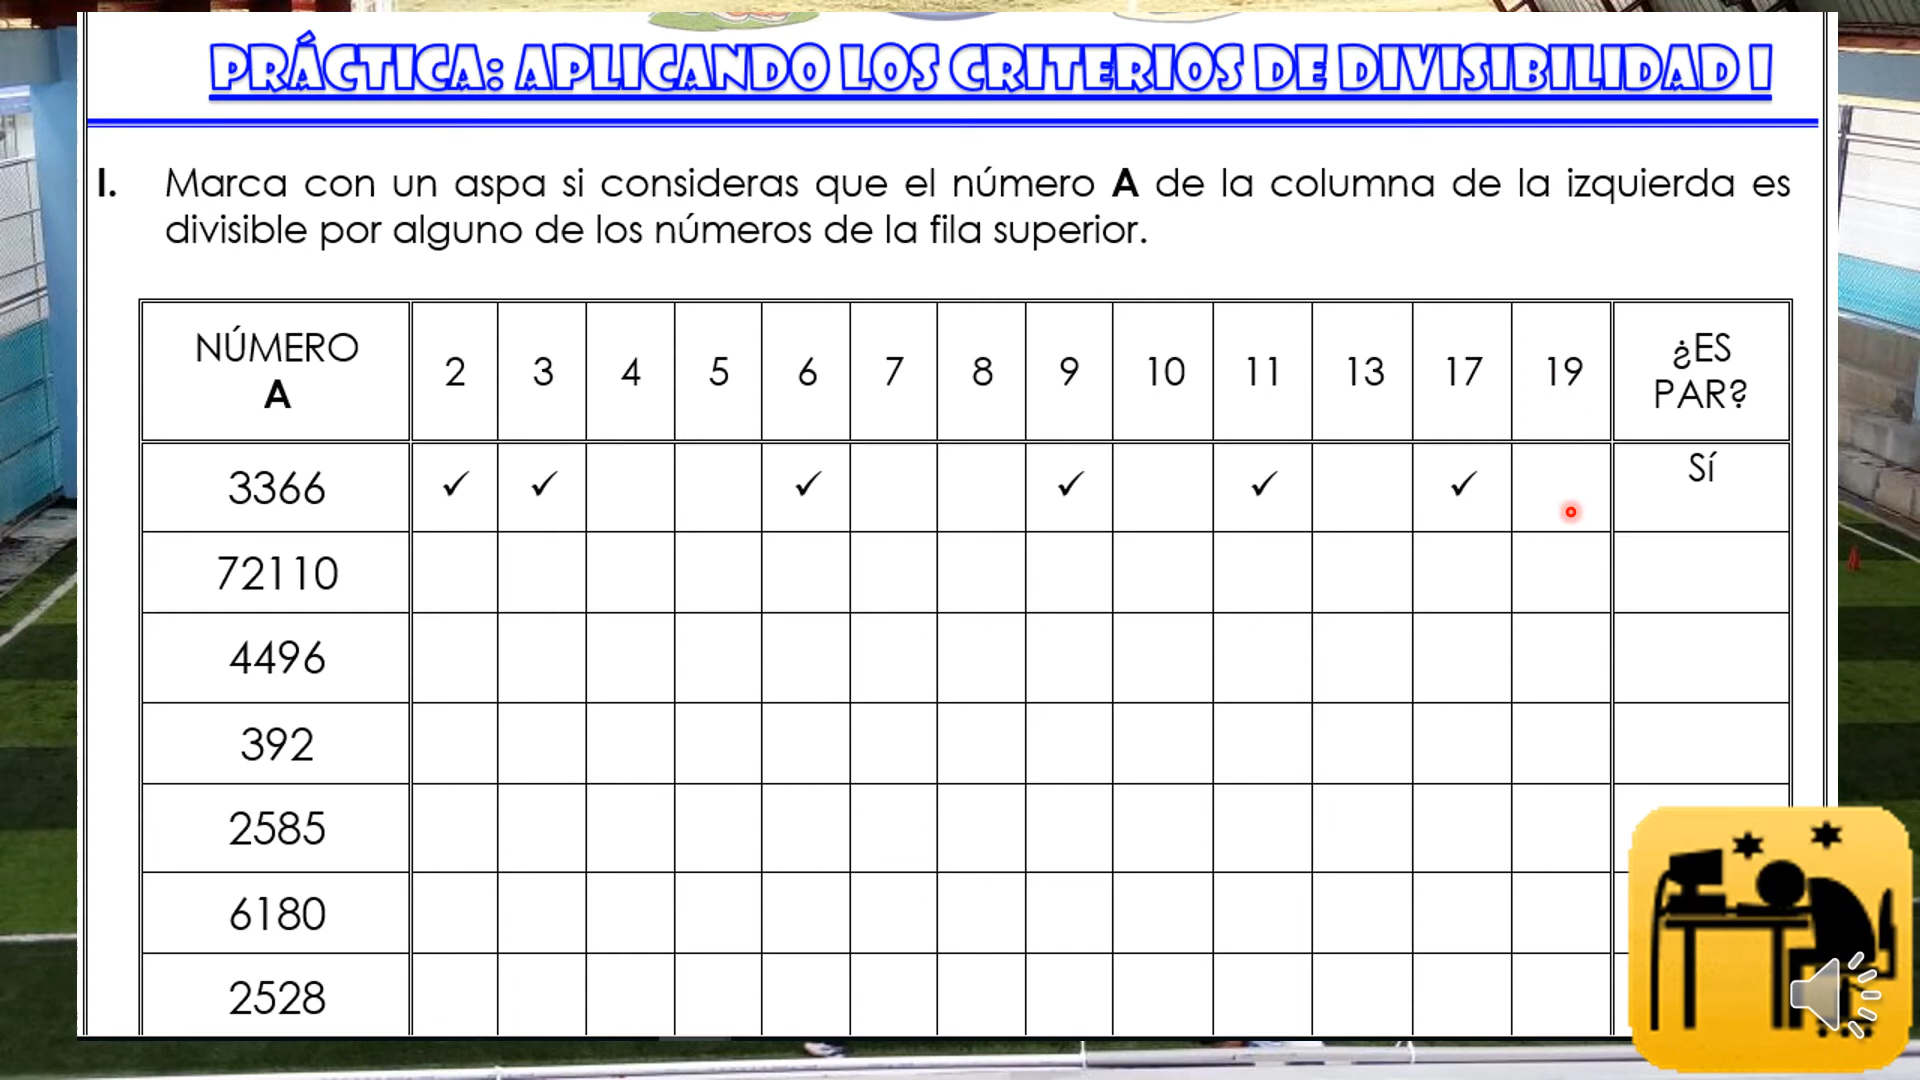 PRÁCTICA: APLICANDO LOS CRITERIOS DE DIVISIBILIDAD I
I. Marca con un aspa si consideras que el número A de la columna de la izquierda es
divisible por alguno de los números de la fila superior.
NÚMERO A 2 3 4 5 6 7 8 9 10 11 13 17 19 ¿ES PAR?
3366 ✓ ✓ ✓ ✓ ✓ ✓ Sí
72110
4496
392
2585
6180
2528